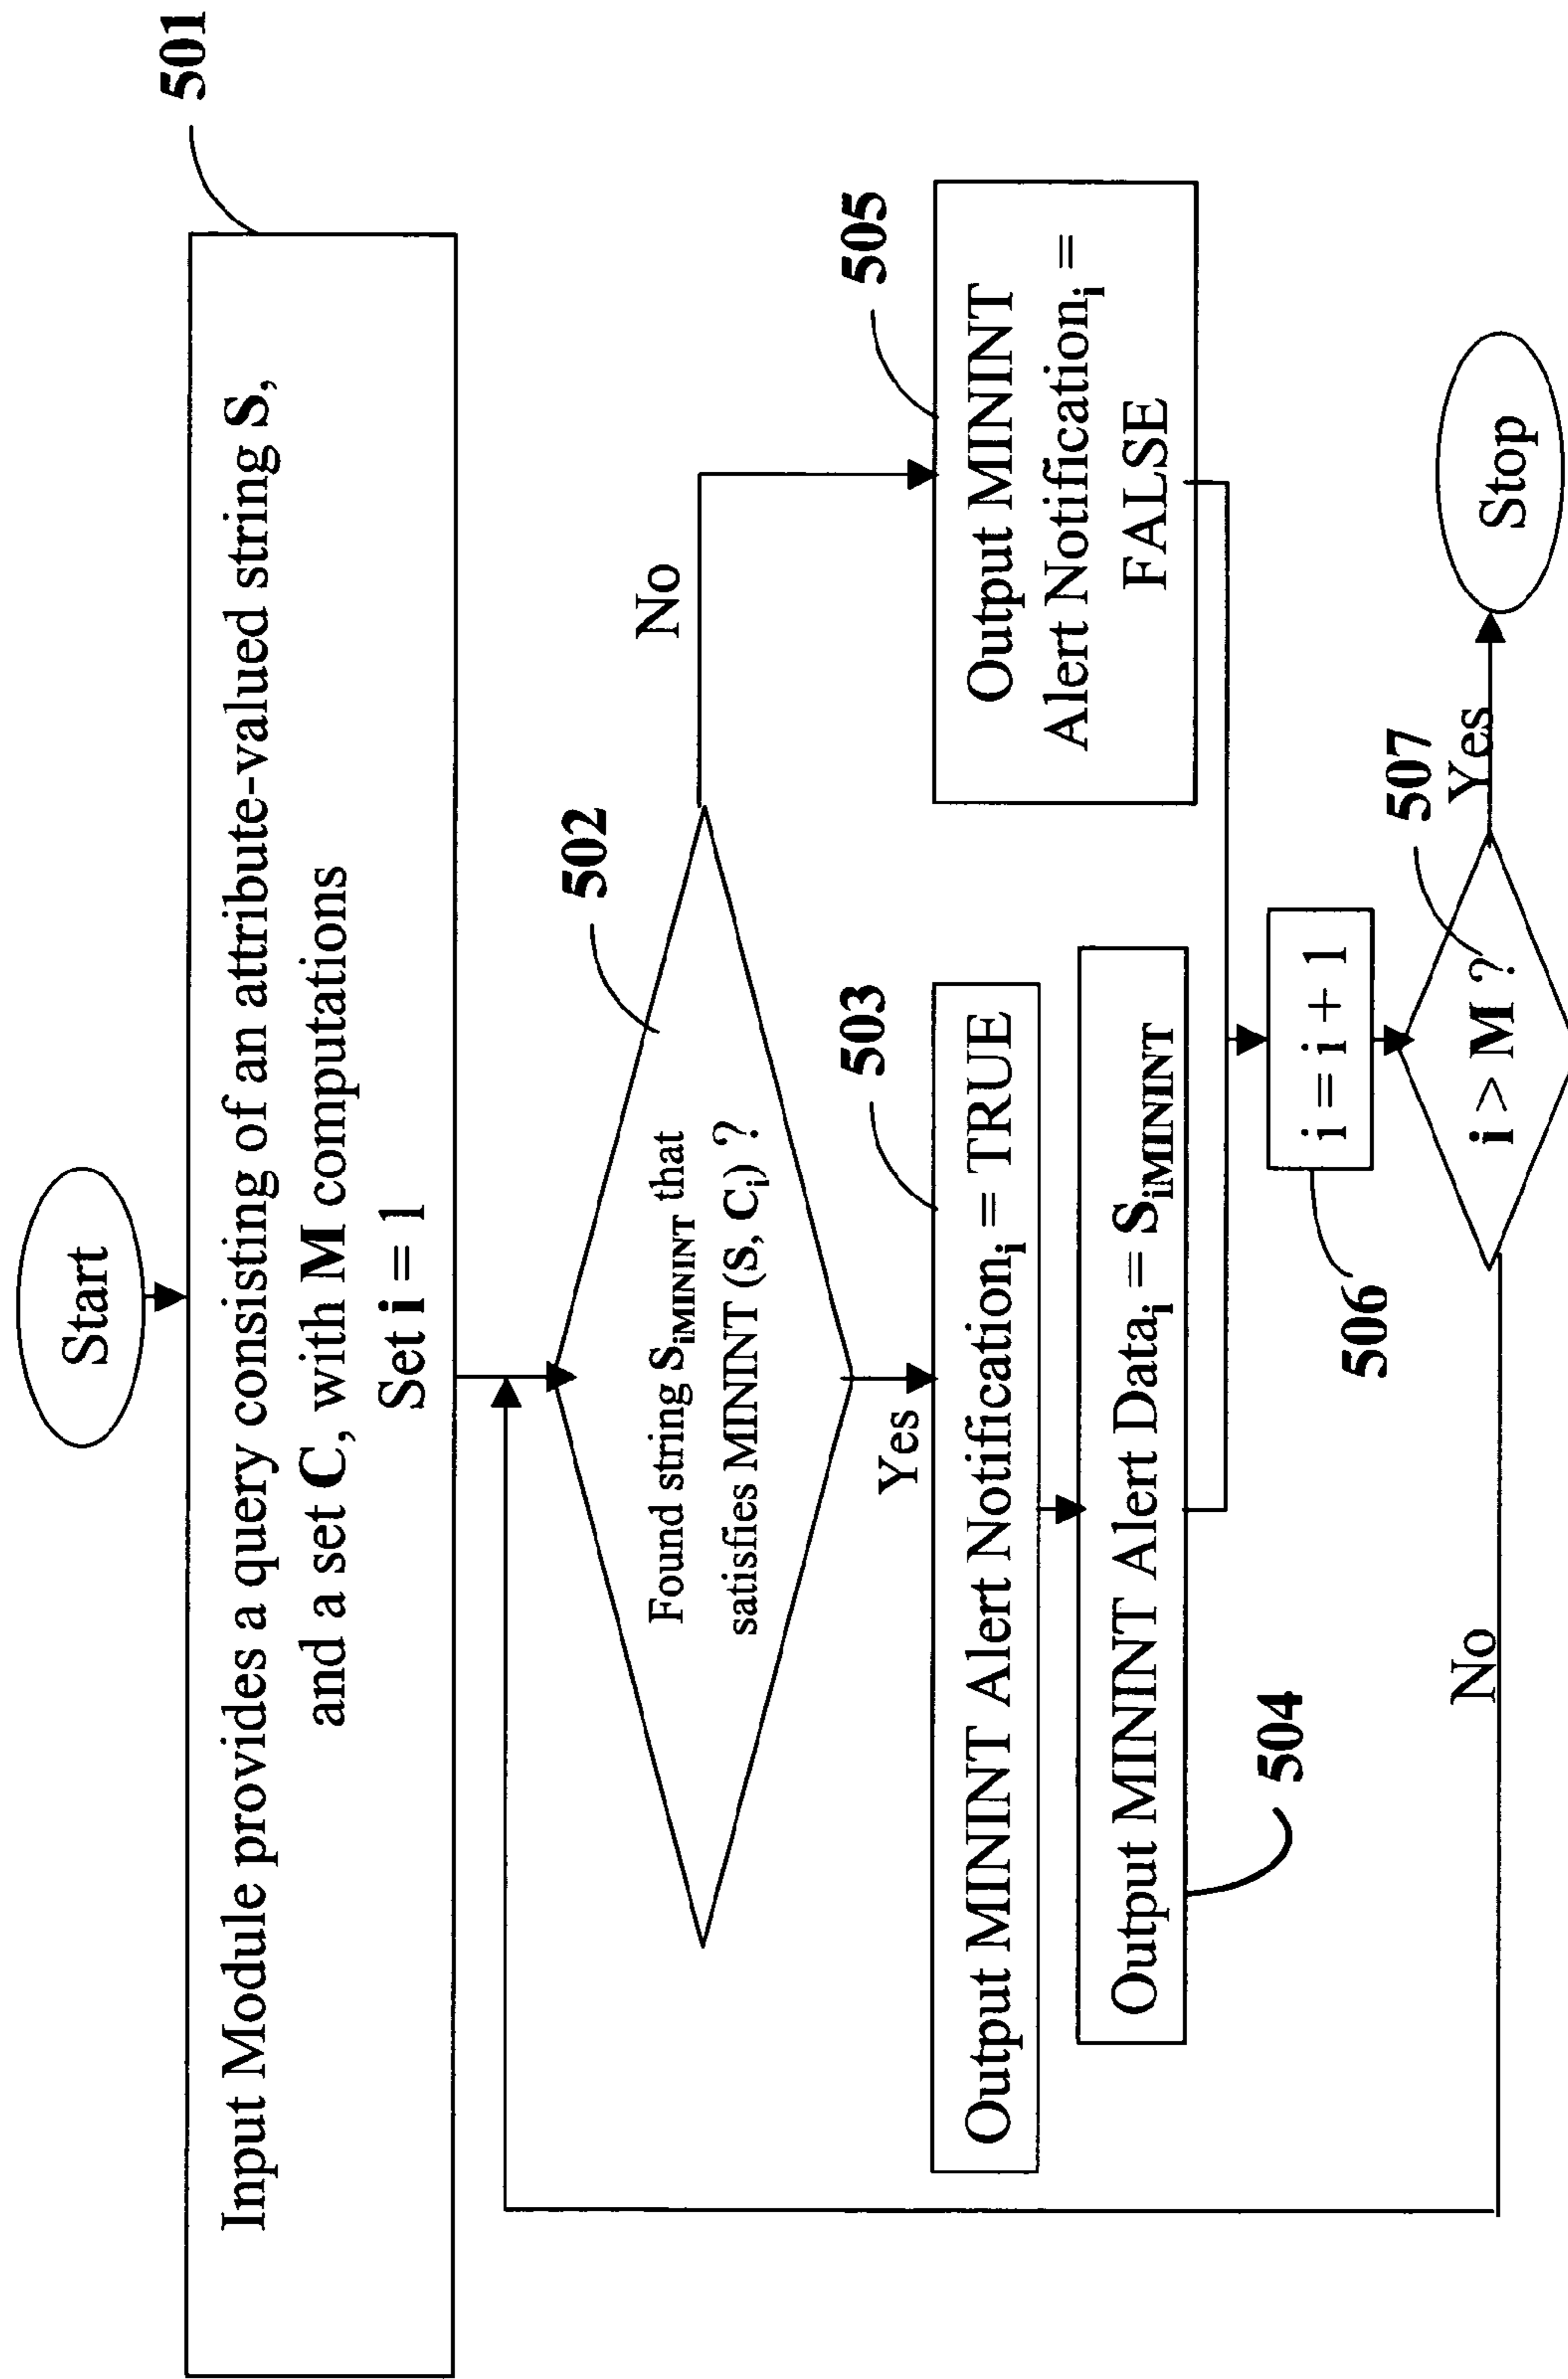 Start
501
Input Module provides a query consisting of an attribute-valued string S,
and a set C, with M computations
Set i = 1
502
Found string SiMININT that
satisfies MININT (S, Ci) ?
No
Yes
503
Output MININT Alert Notificationi = TRUE
Output MININT Alert Datai = SiMININT
504
505
Output MININT
Alert Notificationi =
FALSE
i = i + 1
506
507
i > M ?
Yes
Stop
No